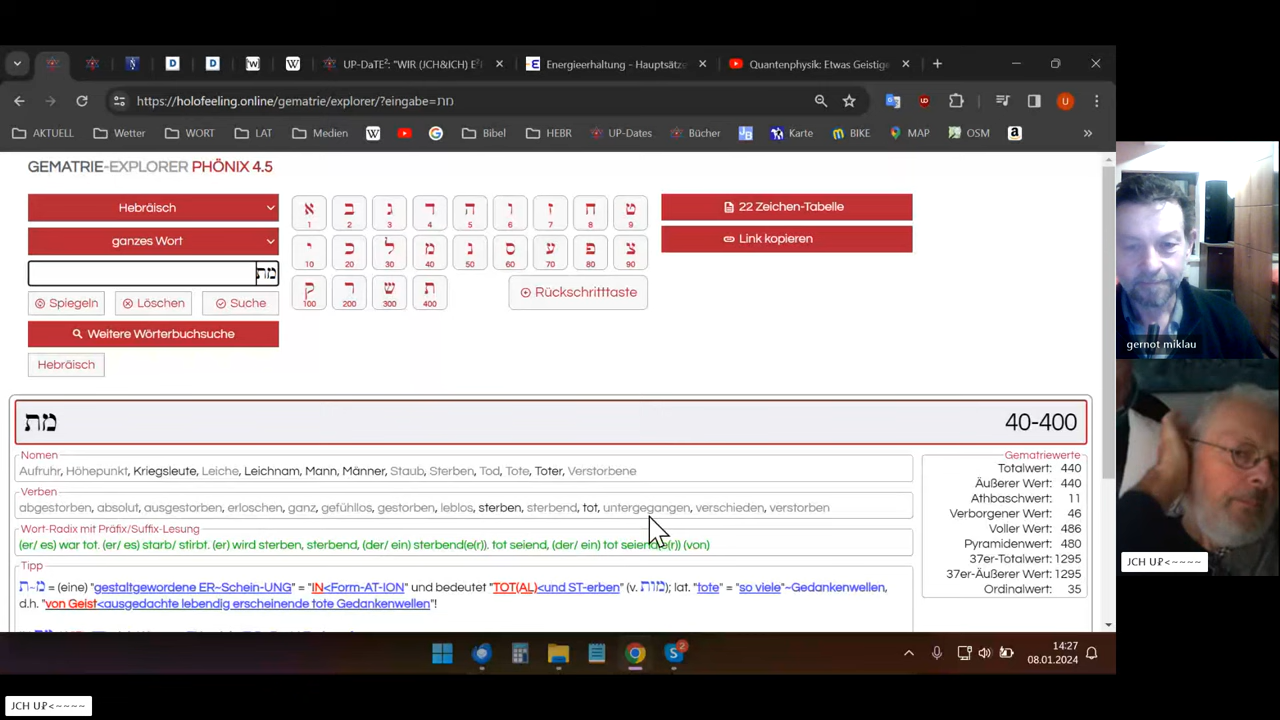 UP-DaTE²: "WIR (JCH&ICH) E²
Energieerhaltung - Hauptsätze
Quantenphysik: Etwas Geistige
https://holofeeling.online/gematrie/explorer/?eingabe=מת
AKTUELL Wetter WORT LAT Medien Bibel HEBR UP-Dates Bücher Karte BIKE MAP OSM »
GEMATRIE-EXPLORER PHÖNIX 4.5
Hebräisch
ganzes Wort
מת
Spiegeln Löschen Suche
Weitere Wörterbuchsuche
Hebräisch
א ב ג ד ה ו ז ח ט
1 2 3 4 5 6 7 8 9
י כ ל מ נ ס ע פ צ
10 20 30 40 50 60 70 80 90
ק ר ש ת
100 200 300 400
Rückschritttaste
22 Zeichen-Tabelle
Link kopieren
מת 40-400
Nomen
Aufruhr, Höhepunkt, Kriegsleute, Leiche, Leichnam, Mann, Männer, Staub, Sterben, Tod, Tote, Toter, Verstorbene
Verben
abgestorben, absolut, ausgestorben, erloschen, ganz, gefühllos, gestorben, leblos, sterben, sterbend, tot, untergegangen, verschieden, verstorben
Wort-Radix mit Präfix/Suffix-Lesung
(er/ es) war tot. (er/ es) starb/ stirbt. (er) wird sterben, sterbend, (der/ ein) sterbend(e(r)). tot seiend, (der/ ein) tot seiend(e(r)) (von)
Tipp
מ-ת = (eine) "gestaltgewordene ER~Schein-UNG" = "IN<Form-AT-ION" und bedeutet "TOT(AL)<und ST-erben" (v. מות); lat. "tote" = "so viele"~Gedankenwellen,
d.h. "von Geist<ausgedachte lebendig erscheinende tote Gedankenwellen"!
Gematriewerte
Totalwert: 440
Äußerer Wert: 440
Athbaschwert: 11
Verborgener Wert: 46
Voller Wert: 486
Pyramidenwert: 480
37er-Totalwert: 1295
37er-Äußerer Wert: 1295
Ordinalwert: 35
gernot miklau
JCH UP<~~~~
14:27
08.01.2024
JCH UP<~~~~